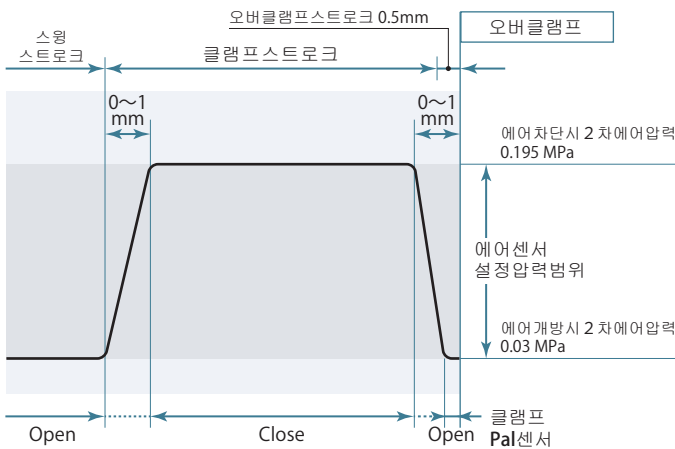 오버클램프스트로크 0.5mm
오버클램프
스윙
스트로크
클램프스트로크
0～1
mm
0～1
mm
에어차단시 2 차에어압력
0.195 MPa
에어센서
설정압력범위
에어개방시 2 차에어압력
0.03 MPa
Open
Close
Open
클램프
Pal센서